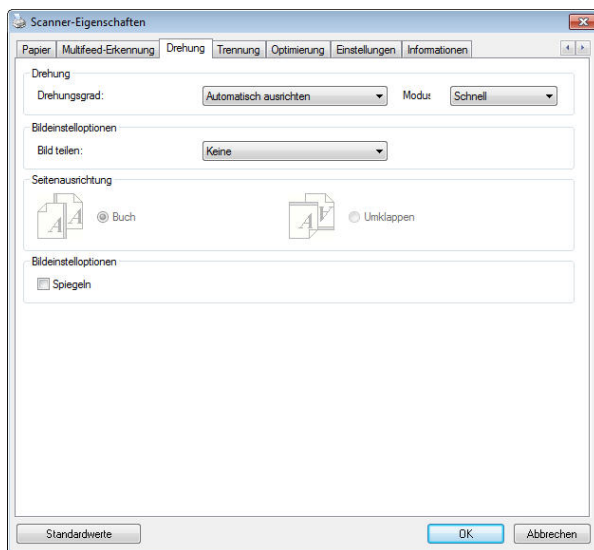 Scanner-Eigenschaften
Papier Multifeed-Erkennung Drehung Trennung Optimierung Einstellungen Informationen
Drehung
Drehungsgrad: Automatisch ausrichten Modus: Schnell
Bildeinstelloptionen
Bild teilen: Keine
Seitenausrichtung
A A Buch A A Umklappen
Bildeinstelloptionen
Spiegeln
Standardwerte OK Abbrechen